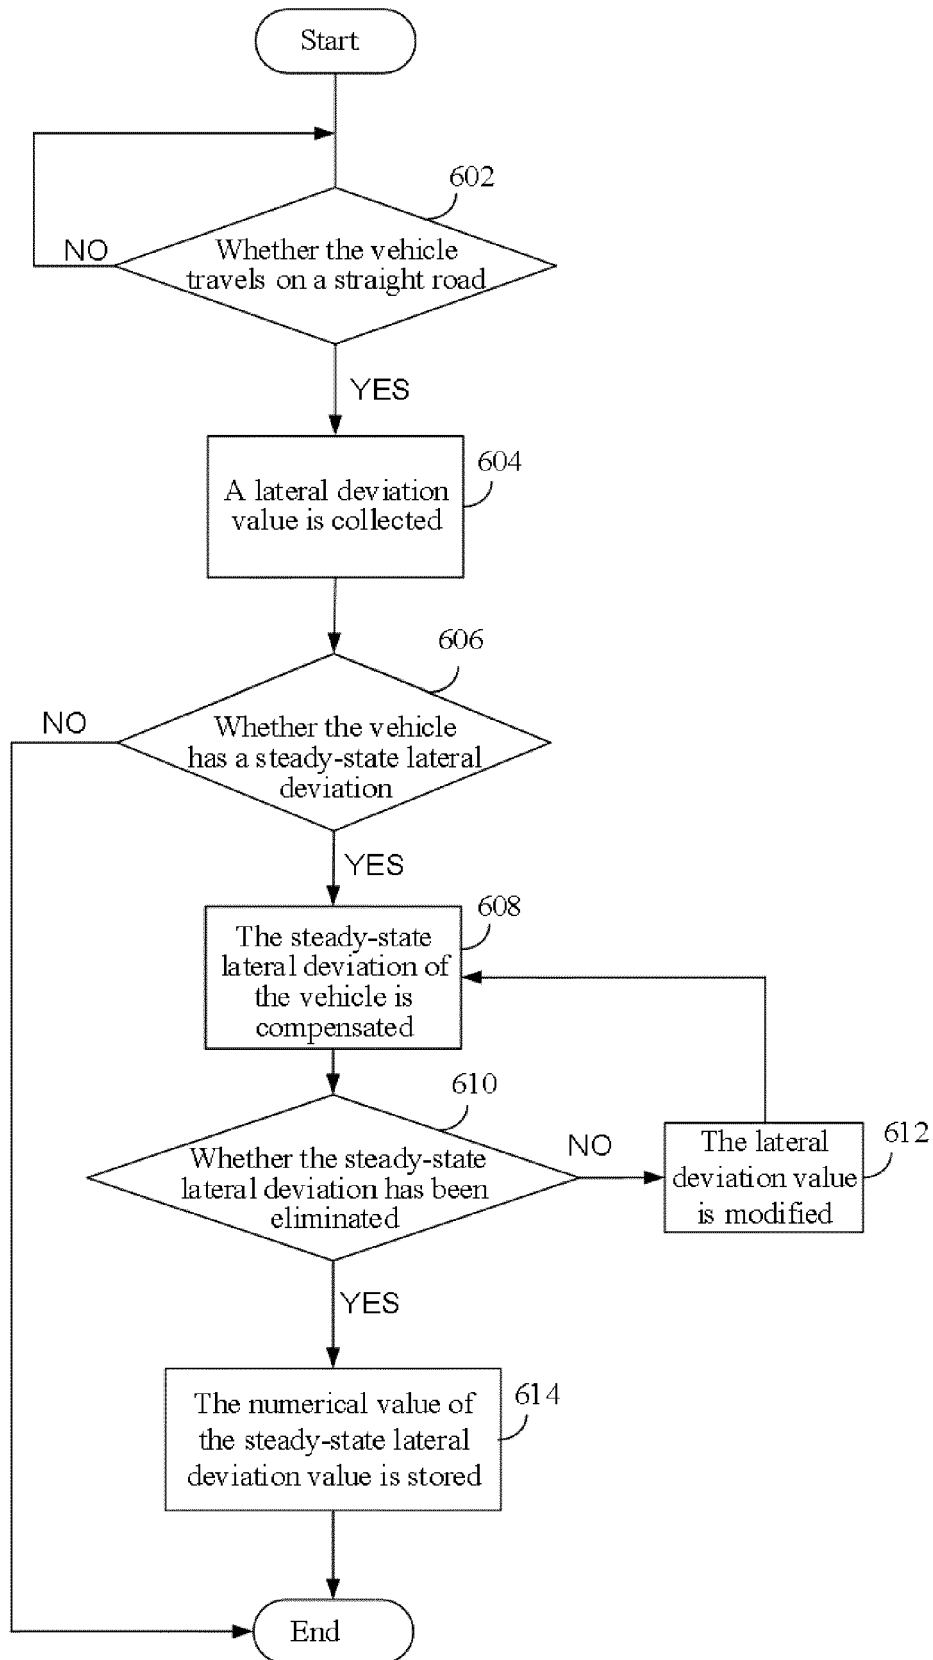 Start
602
NO
Whether the vehicle
travels on a straight road
YES
604
A lateral deviation
value is collected
606
NO
Whether the vehicle
has a steady-state lateral
deviation
YES
608
The steady-state
lateral deviation of
the vehicle is
compensated
610
Whether the steady-state
lateral deviation has been
eliminated
NO
612
The lateral
deviation value
is modified
YES
614
The numerical value of
the steady-state lateral
deviation value is stored
End